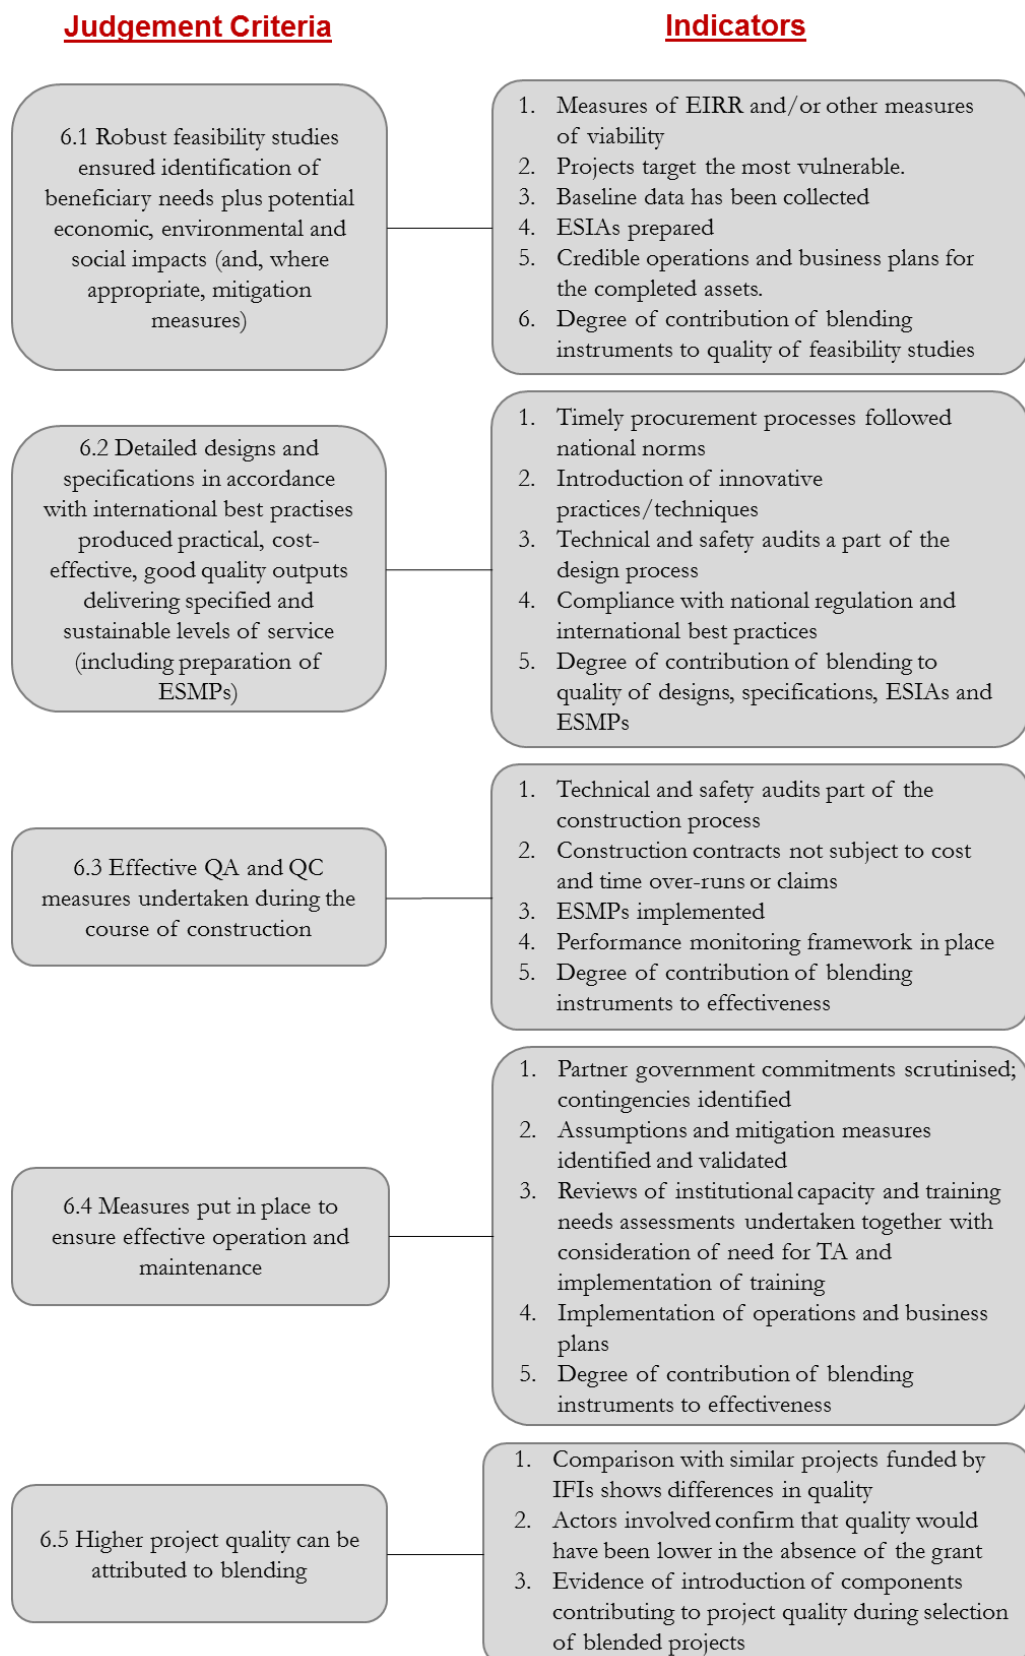 Judgement Criteria
Indicators
6.1 Robust feasibility studies
ensured identification of
beneficiary needs plus potential
economic, environmental and
social impacts (and, where
appropriate, mitigation
measures)
1. Measures of EIRR and/or other measures
of viability
2. Projects target the most vulnerable.
3. Baseline data has been collected
4. ESIAs prepared
5. Credible operations and business plans for
the completed assets.
6. Degree of contribution of blending
instruments to quality of feasibility studies
6.2 Detailed designs and
specifications in accordance
with international best practises
produced practical, cost-
effective, good quality outputs
delivering specified and
sustainable levels of service
(including preparation of
ESMPs)
1. Timely procurement processes followed
national norms
2. Introduction of innovative
practices/techniques
3. Technical and safety audits a part of the
design process
4. Compliance with national regulation and
international best practices
5. Degree of contribution of blending to
quality of designs, specifications, ESIAs and
ESMPs
6.3 Effective QA and QC
measures undertaken during the
course of construction
1. Technical and safety audits part of the
construction process
2. Construction contracts not subject to cost
and time over-runs or claims
3. ESMPs implemented
4. Performance monitoring framework in place
5. Degree of contribution of blending
instruments to effectiveness
6.4 Measures put in place to
ensure effective operation and
maintenance
1. Partner government commitments scrutinised;
contingencies identified
2. Assumptions and mitigation measures
identified and validated
3. Reviews of institutional capacity and training
needs assessments undertaken together with
consideration of need for TA and
implementation of training
4. Implementation of operations and business
plans
5. Degree of contribution of blending
instruments to effectiveness
6.5 Higher project quality can be
attributed to blending
1. Comparison with similar projects funded by
IFIs shows differences in quality
2. Actors involved confirm that quality would
have been lower in the absence of the grant
3. Evidence of introduction of components
contributing to project quality during selection
of blended projects